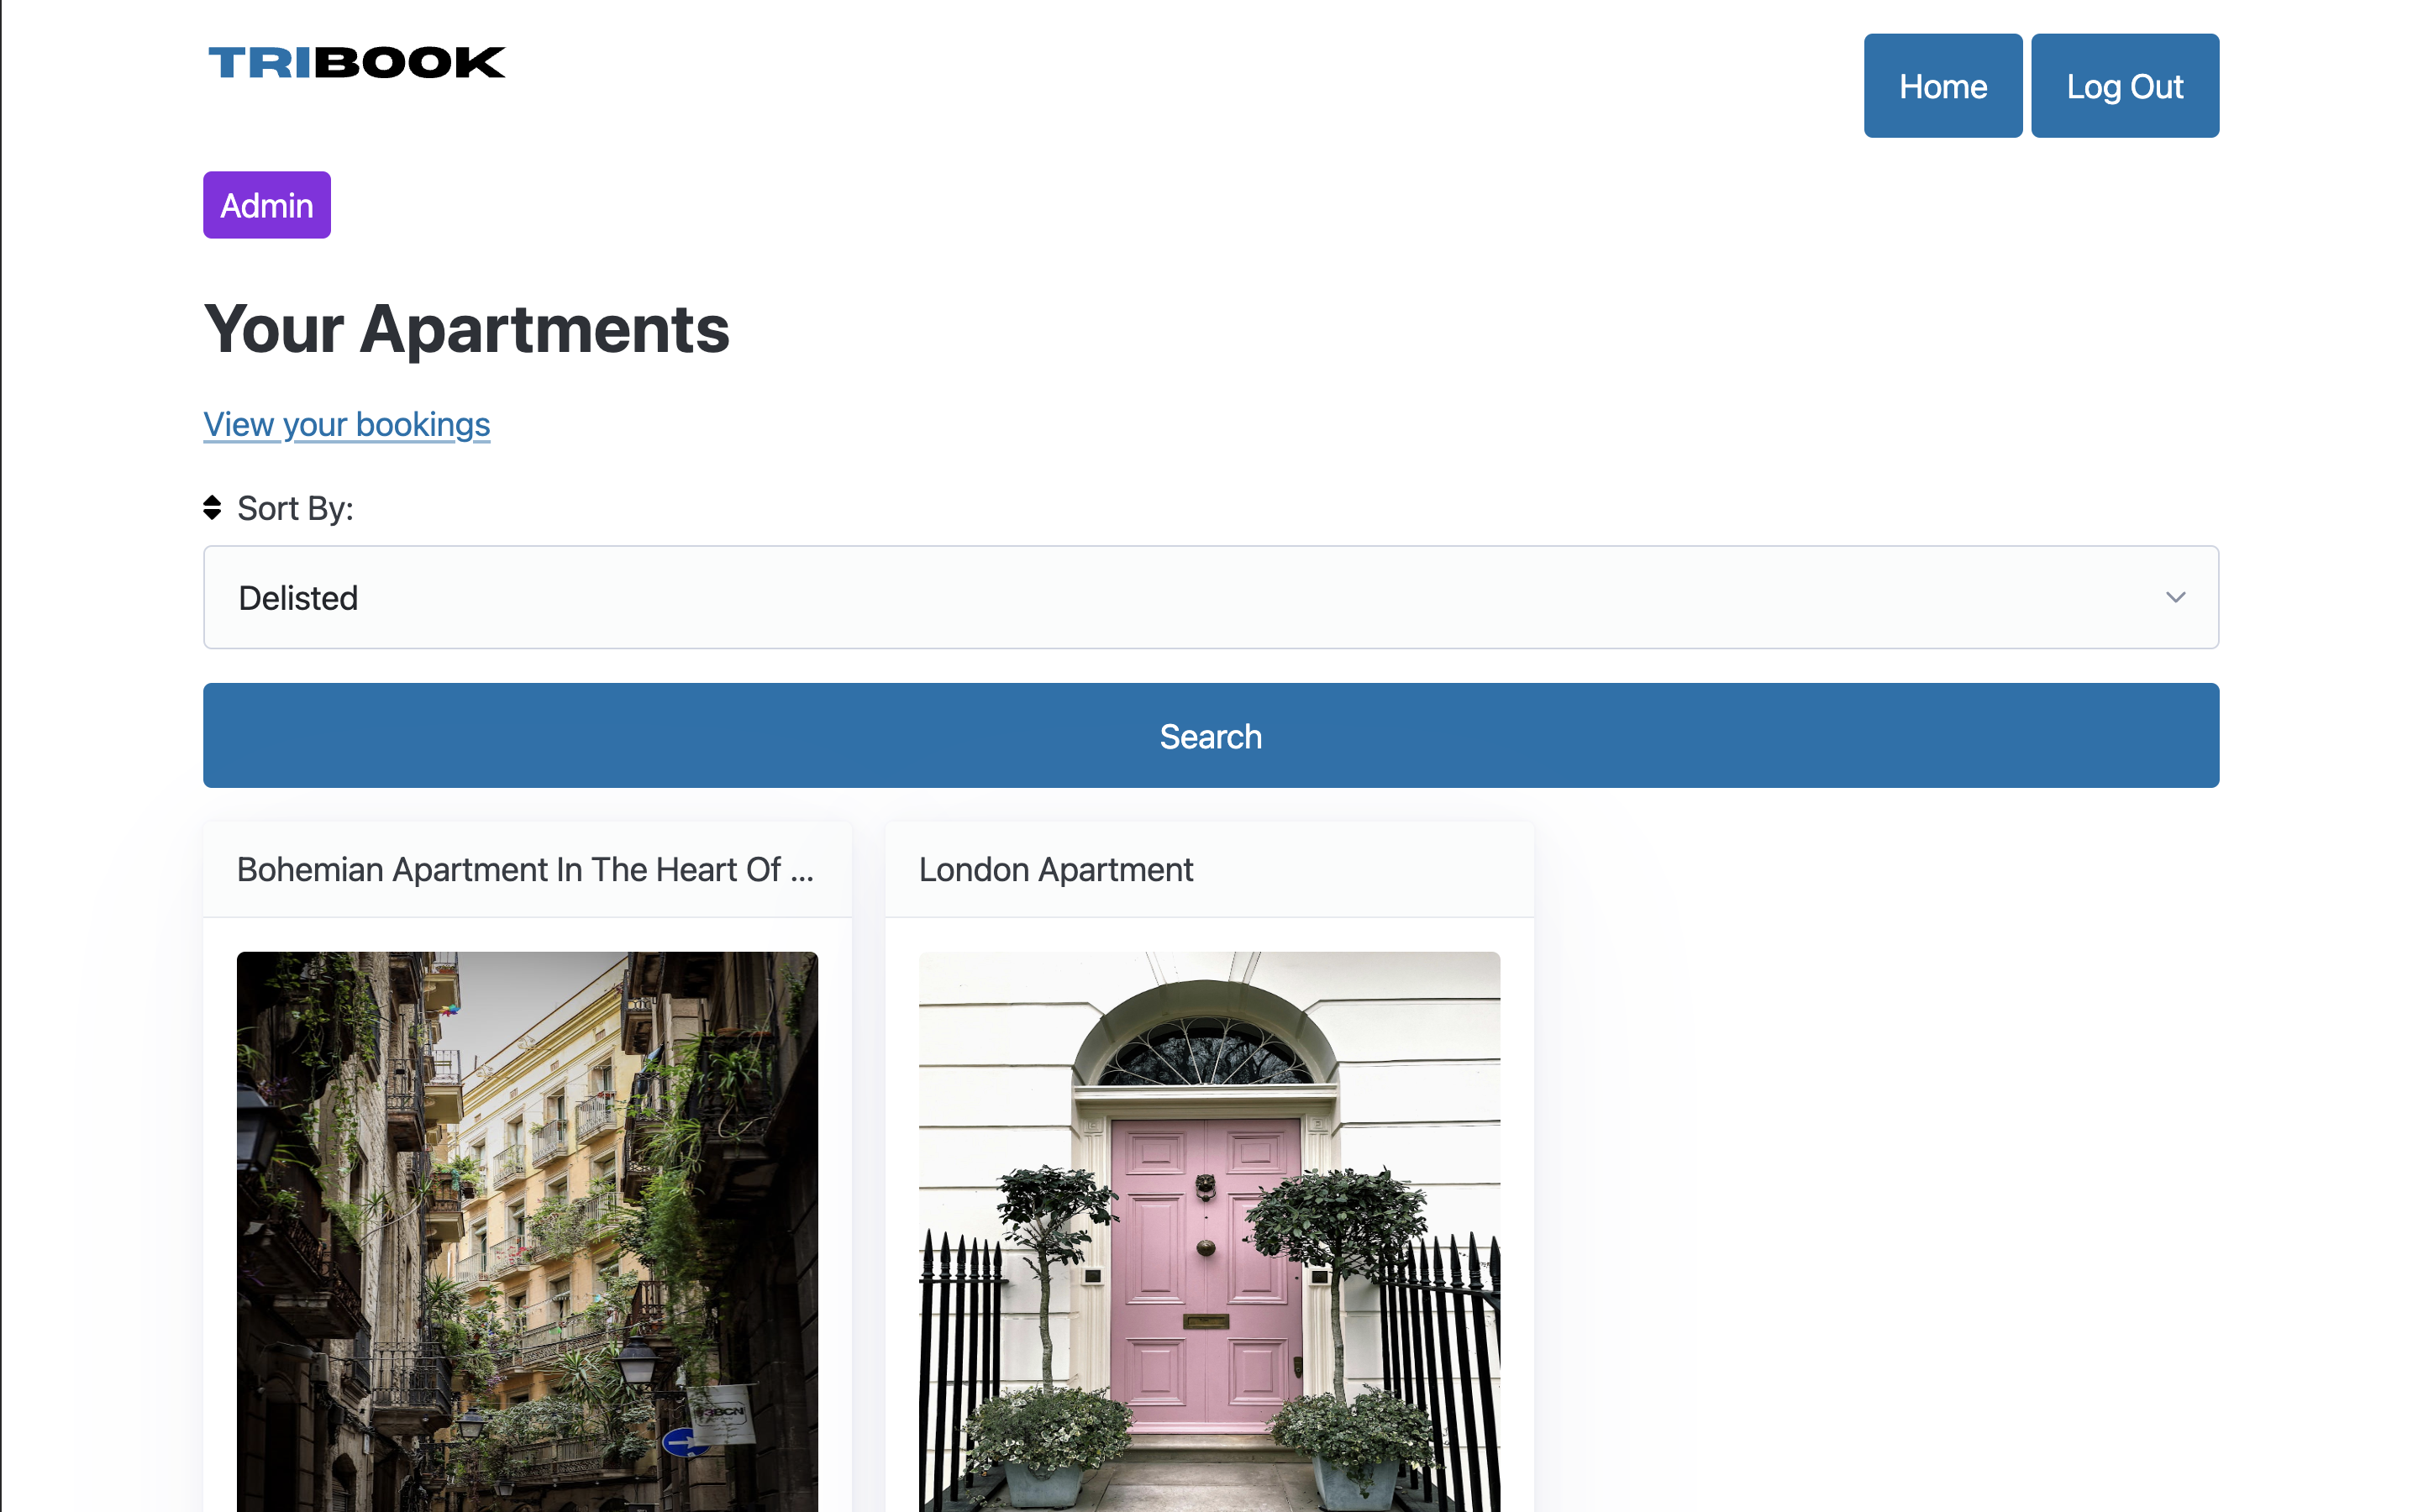 TRIBOOK
Home
Log Out
Admin
Your Apartments
View your bookings
Sort By:
Delisted
Search
Bohemian Apartment In The Heart Of ...
London Apartment
BCN